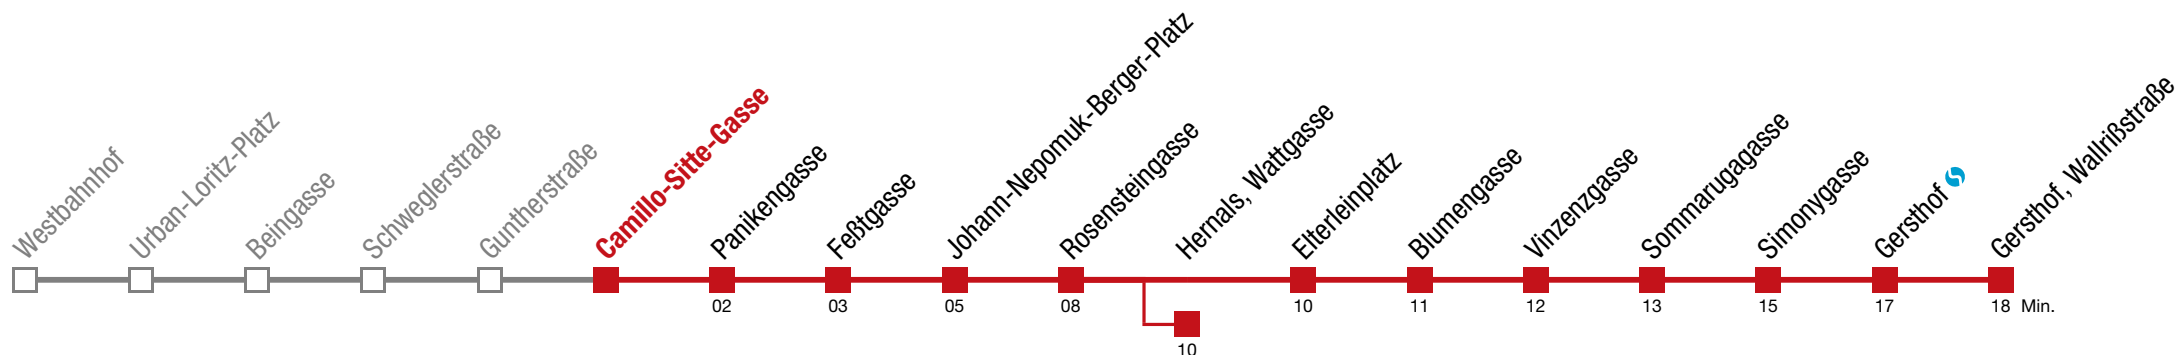 Westbahnhof
Urban-Loritz-Platz
Beingasse
Schweglerstraße
Guntherstraße
Camillo-Sitte-Gasse
Panikengasse
Feßtgasse
Johann-Nepomuk-Berger-Platz
Rosensteingasse
Hernals, Wattgasse
Elterleinplatz
Blumengasse
Vinzenzgasse
Sommarugagasse
Simonygasse
Gersthof
Gersthof, Wallrißstraße
02 03 05 08 10 11 12 13 15 17 18 Min.
10